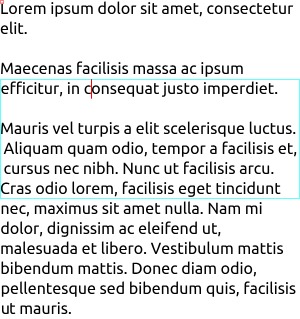 Lorem ipsum dolor sit amet, consectetur
elit.
Maecenas facilisis massa ac ipsum
efficitur, in consequat justo imperdiet.
Mauris vel turpis a elit scelerisque luctus.
Aliquam quam odio, tempor a facilisis et,
cursus nec nibh. Nunc ut facilisis arcu.
Cras odio lorem, facilisis eget tincidunt
nec, maximus sit amet nulla. Nam mi
dolor, dignissim ac eleifend ut,
malesuada et libero. Vestibulum mattis
bibendum mattis. Donec diam odio,
pellentesque sed bibendum quis, facilisis
ut mauris.